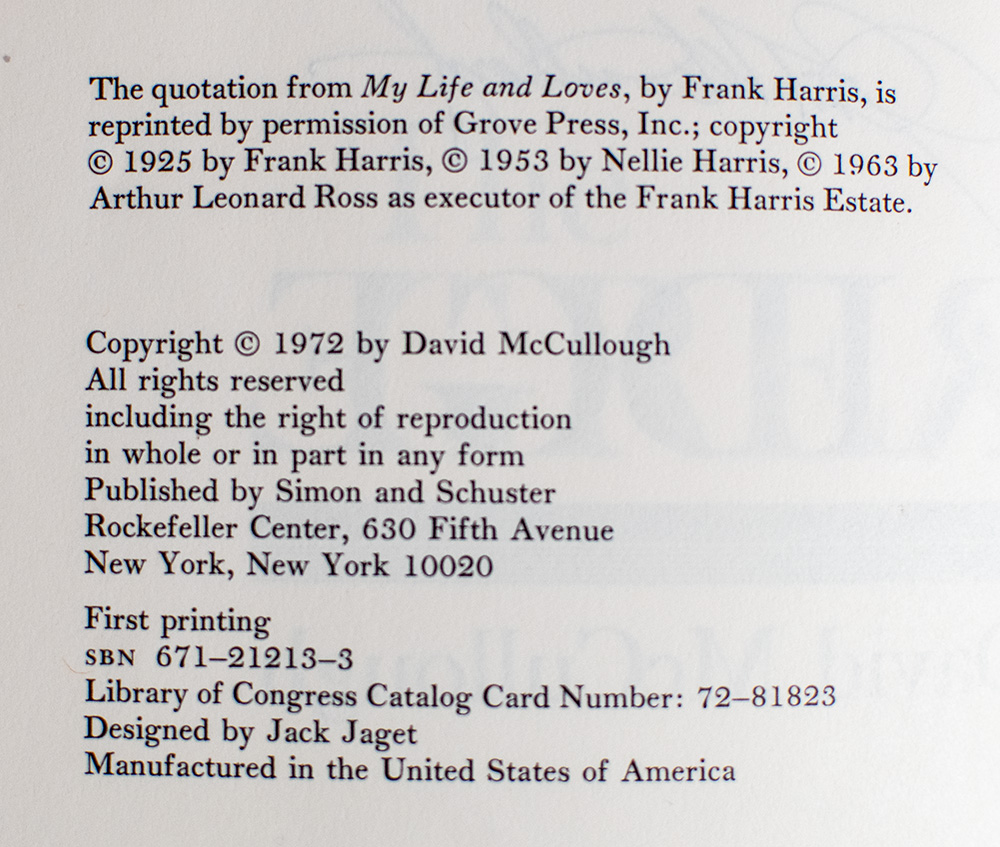 The quotation from My Life and Loves, by Frank Harris, is
reprinted by permission of Grove Press, Inc.; copyright
© 1925 by Frank Harris, © 1953 by Nellie Harris, © 1963 by
Arthur Leonard Ross as executor of the Frank Harris Estate.
Copyright © 1972 by David McCullough
All rights reserved
including the right of reproduction
in whole or in part in any form
Published by Simon and Schuster
Rockefeller Center, 630 Fifth Avenue
New York, New York 10020
First printing
SBN 671–21213–3
Library of Congress Catalog Card Number: 72–81823
Designed by Jack Jaget
Manufactured in the United States of America